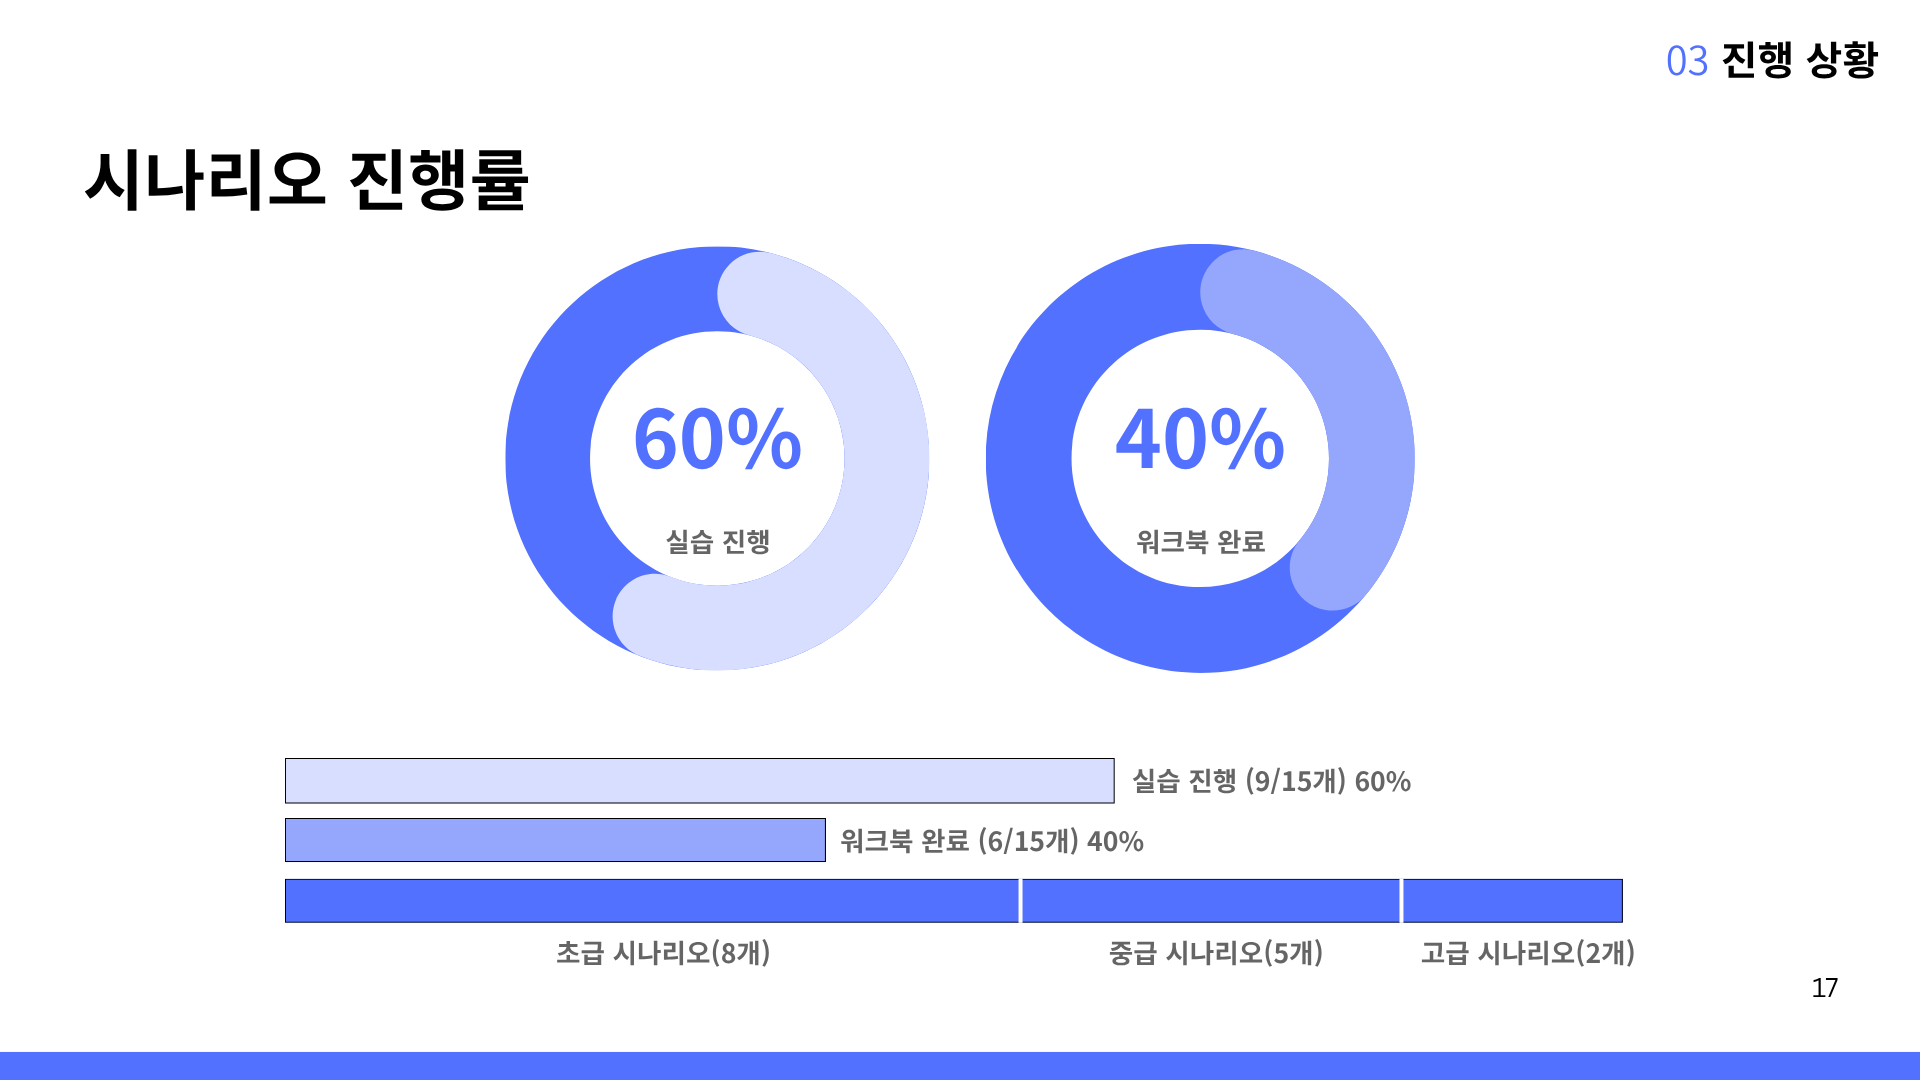 03 진행 상황
시나리오 진행률
60%
실습 진행
40%
워크북 완료
실습 진행 (9/15개) 60%
워크북 완료 (6/15개) 40%
초급 시나리오(8개)
중급 시나리오(5개)
고급 시나리오(2개)
17